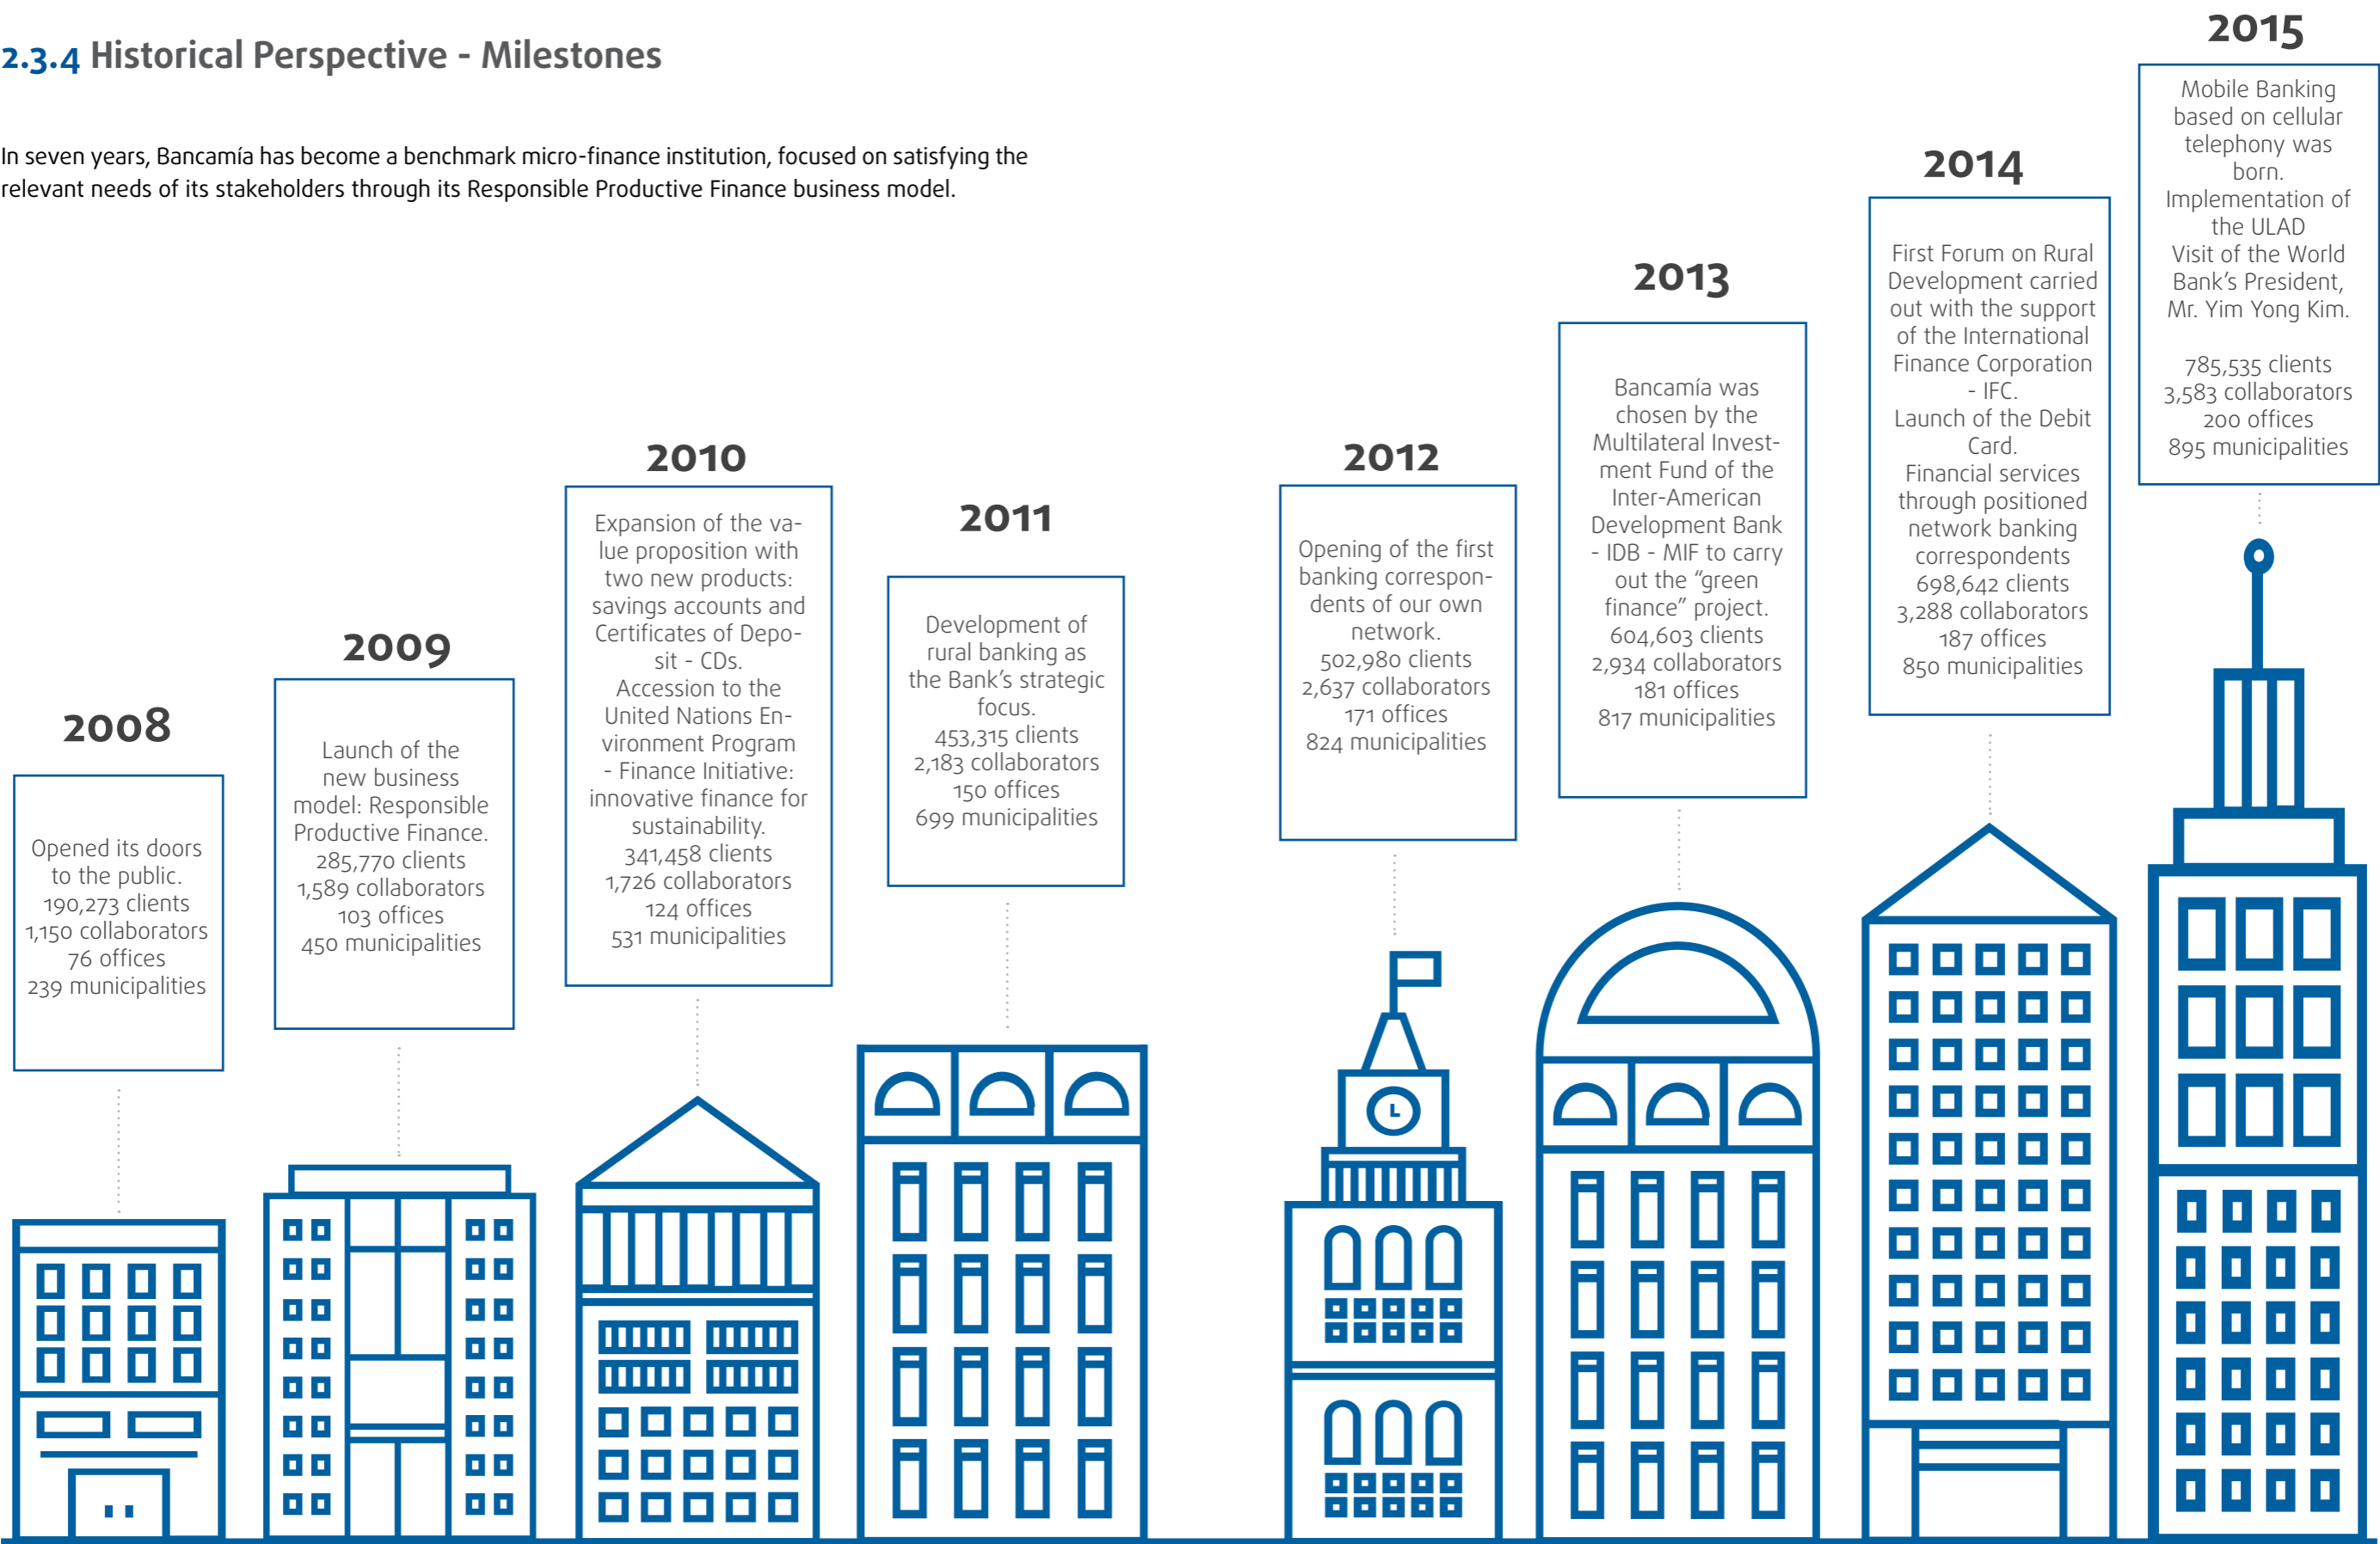 2.3.4 Historical Perspective - Milestones
In seven years, Bancamía has become a benchmark micro-finance institution, focused on satisfying the
relevant needs of its stakeholders through its Responsible Productive Finance business model.
2008
Opened its doors
to the public.
190,273 clients
1,150 collaborators
76 offices
239 municipalities
2009
Launch of the
new business
model: Responsible
Productive Finance.
285,770 clients
1,589 collaborators
103 offices
450 municipalities
2010
Expansion of the va-
lue proposition with
two new products:
savings accounts and
Certificates of Depo-
sit - CDs.
Accession to the
United Nations En-
vironment Program
- Finance Initiative:
innovative finance for
sustainability.
341,458 clients
1,726 collaborators
124 offices
531 municipalities
2011
Development of
rural banking as
the Bank's strategic
focus.
453,315 clients
2,183 collaborators
150 offices
699 municipalities
2012
Opening of the first
banking correspon-
dents of our own
network.
502,980 clients
2,637 collaborators
171 offices
824 municipalities
2013
Bancamía was
chosen by the
Multilateral Invest-
ment Fund of the
Inter-American
Development Bank
- IDB - MIF to carry
out the “green
finance” project.
604,603 clients
2,934 collaborators
181 offices
817 municipalities
2014
First Forum on Rural
Development carried
out with the support
of the International
Finance Corporation
- IFC.
Launch of the Debit
Card.
Financial services
through positioned
network banking
correspondents
698,642 clients
3,288 collaborators
187 offices
850 municipalities
2015
Mobile Banking
based on cellular
telephony was
born.
Implementation of
the ULAD
Visit of the World
Bank's President,
Mr. Yim Yong Kim.
785,535 clients
3,583 collaborators
200 offices
895 municipalities